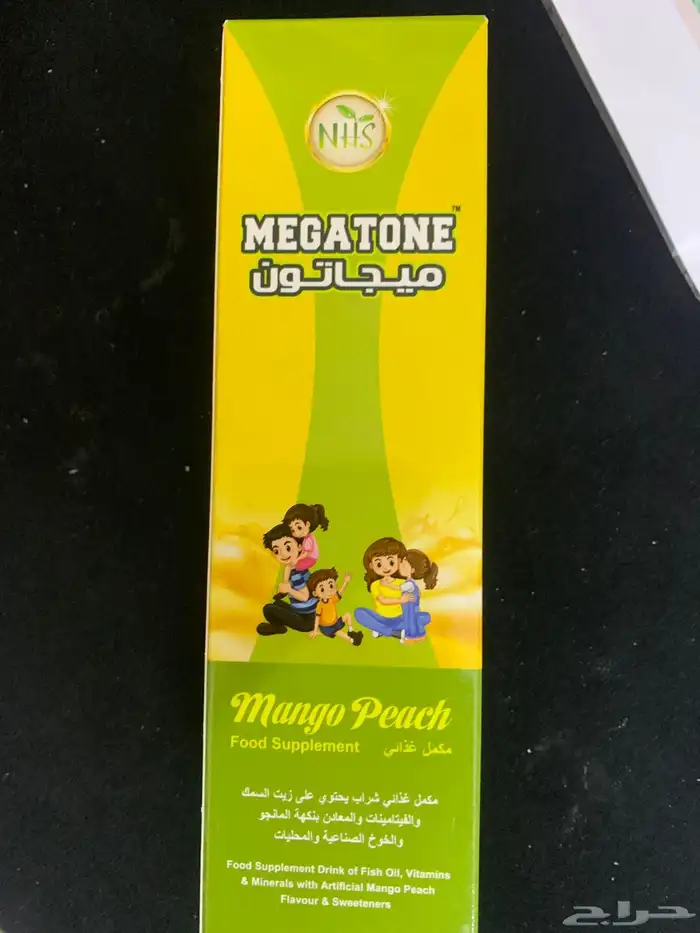 NHS
MEGATONE™
ميجاتون
Mango Peach
Food Supplement مكمل غذائي
مكمل غذائي شراب يحتوي على زيت السمك
والفيتامينات والمعادن بنكهة المانجو
والخوخ الصناعية والمحليات
Food Supplement Drink of Fish Oil, Vitamins
& Minerals with Artificial Mango Peach
Flavour & Sweeteners
حراج